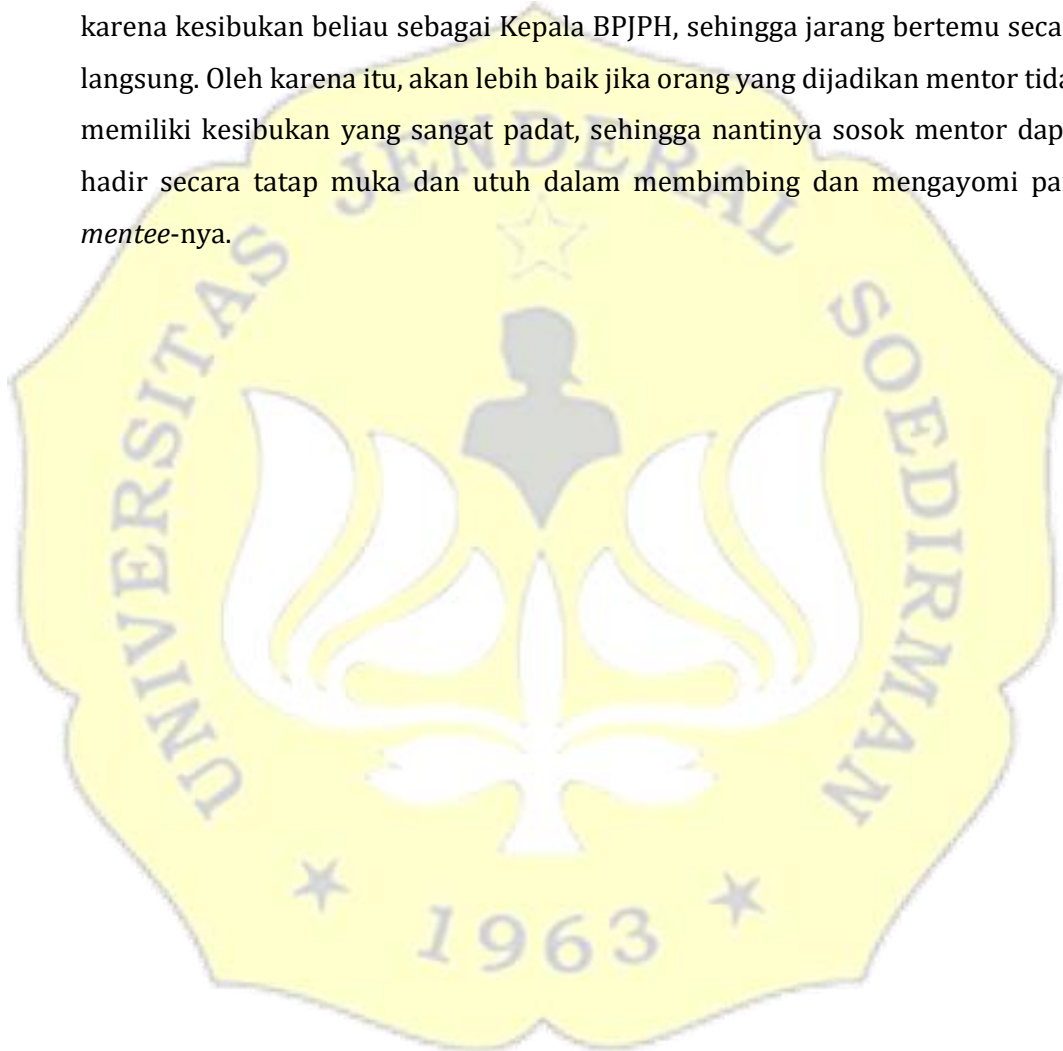 karena kesibukan beliau sebagai Kepala BPJPH, sehingga jarang bertemu seca
langsung. Oleh karena itu, akan lebih baik jika orang yang dijadikan mentor tida
memiliki kesibukan yang sangat padat, sehingga nantinya sosok mentor dap
hadir secara tatap muka dan utuh dalam membimbing dan mengayomi pa
mentee-nya.
UNIVERSITAS JENDERAL SOEDIRMAN
1963